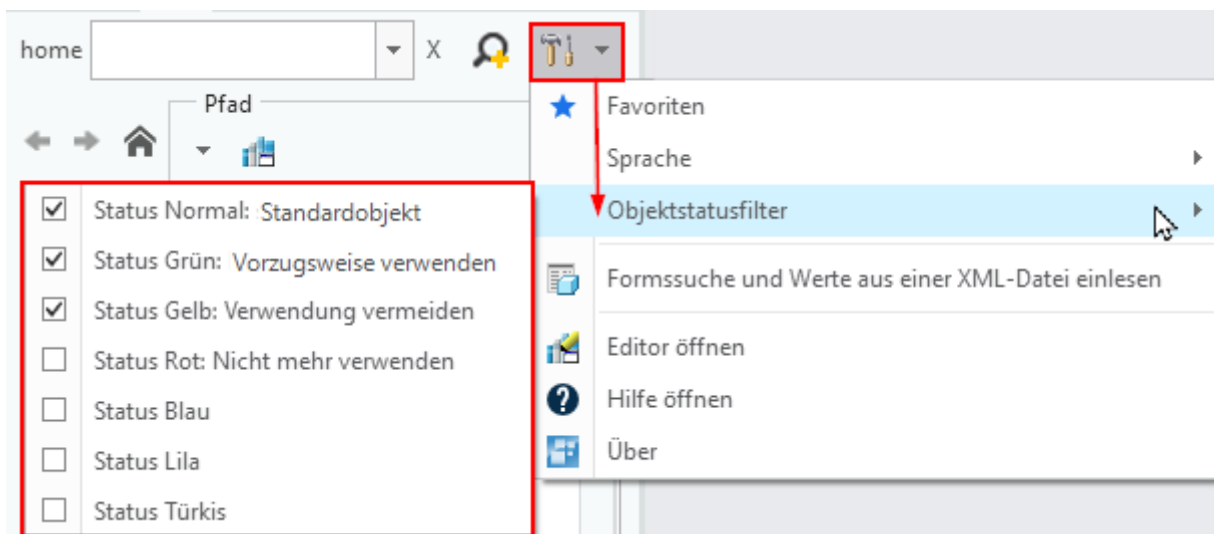 home
X
Pfad
Favoriten
Sprache
Objektstatusfilter
Formssuche und Werte aus einer XML-Datei einlesen
Editor öffnen
Hilfe öffnen
Über
Status Normal: Standardobjekt
Status Grün: Vorzugsweise verwenden
Status Gelb: Verwendung vermeiden
Status Rot: Nicht mehr verwenden
Status Blau
Status Lila
Status Türkis